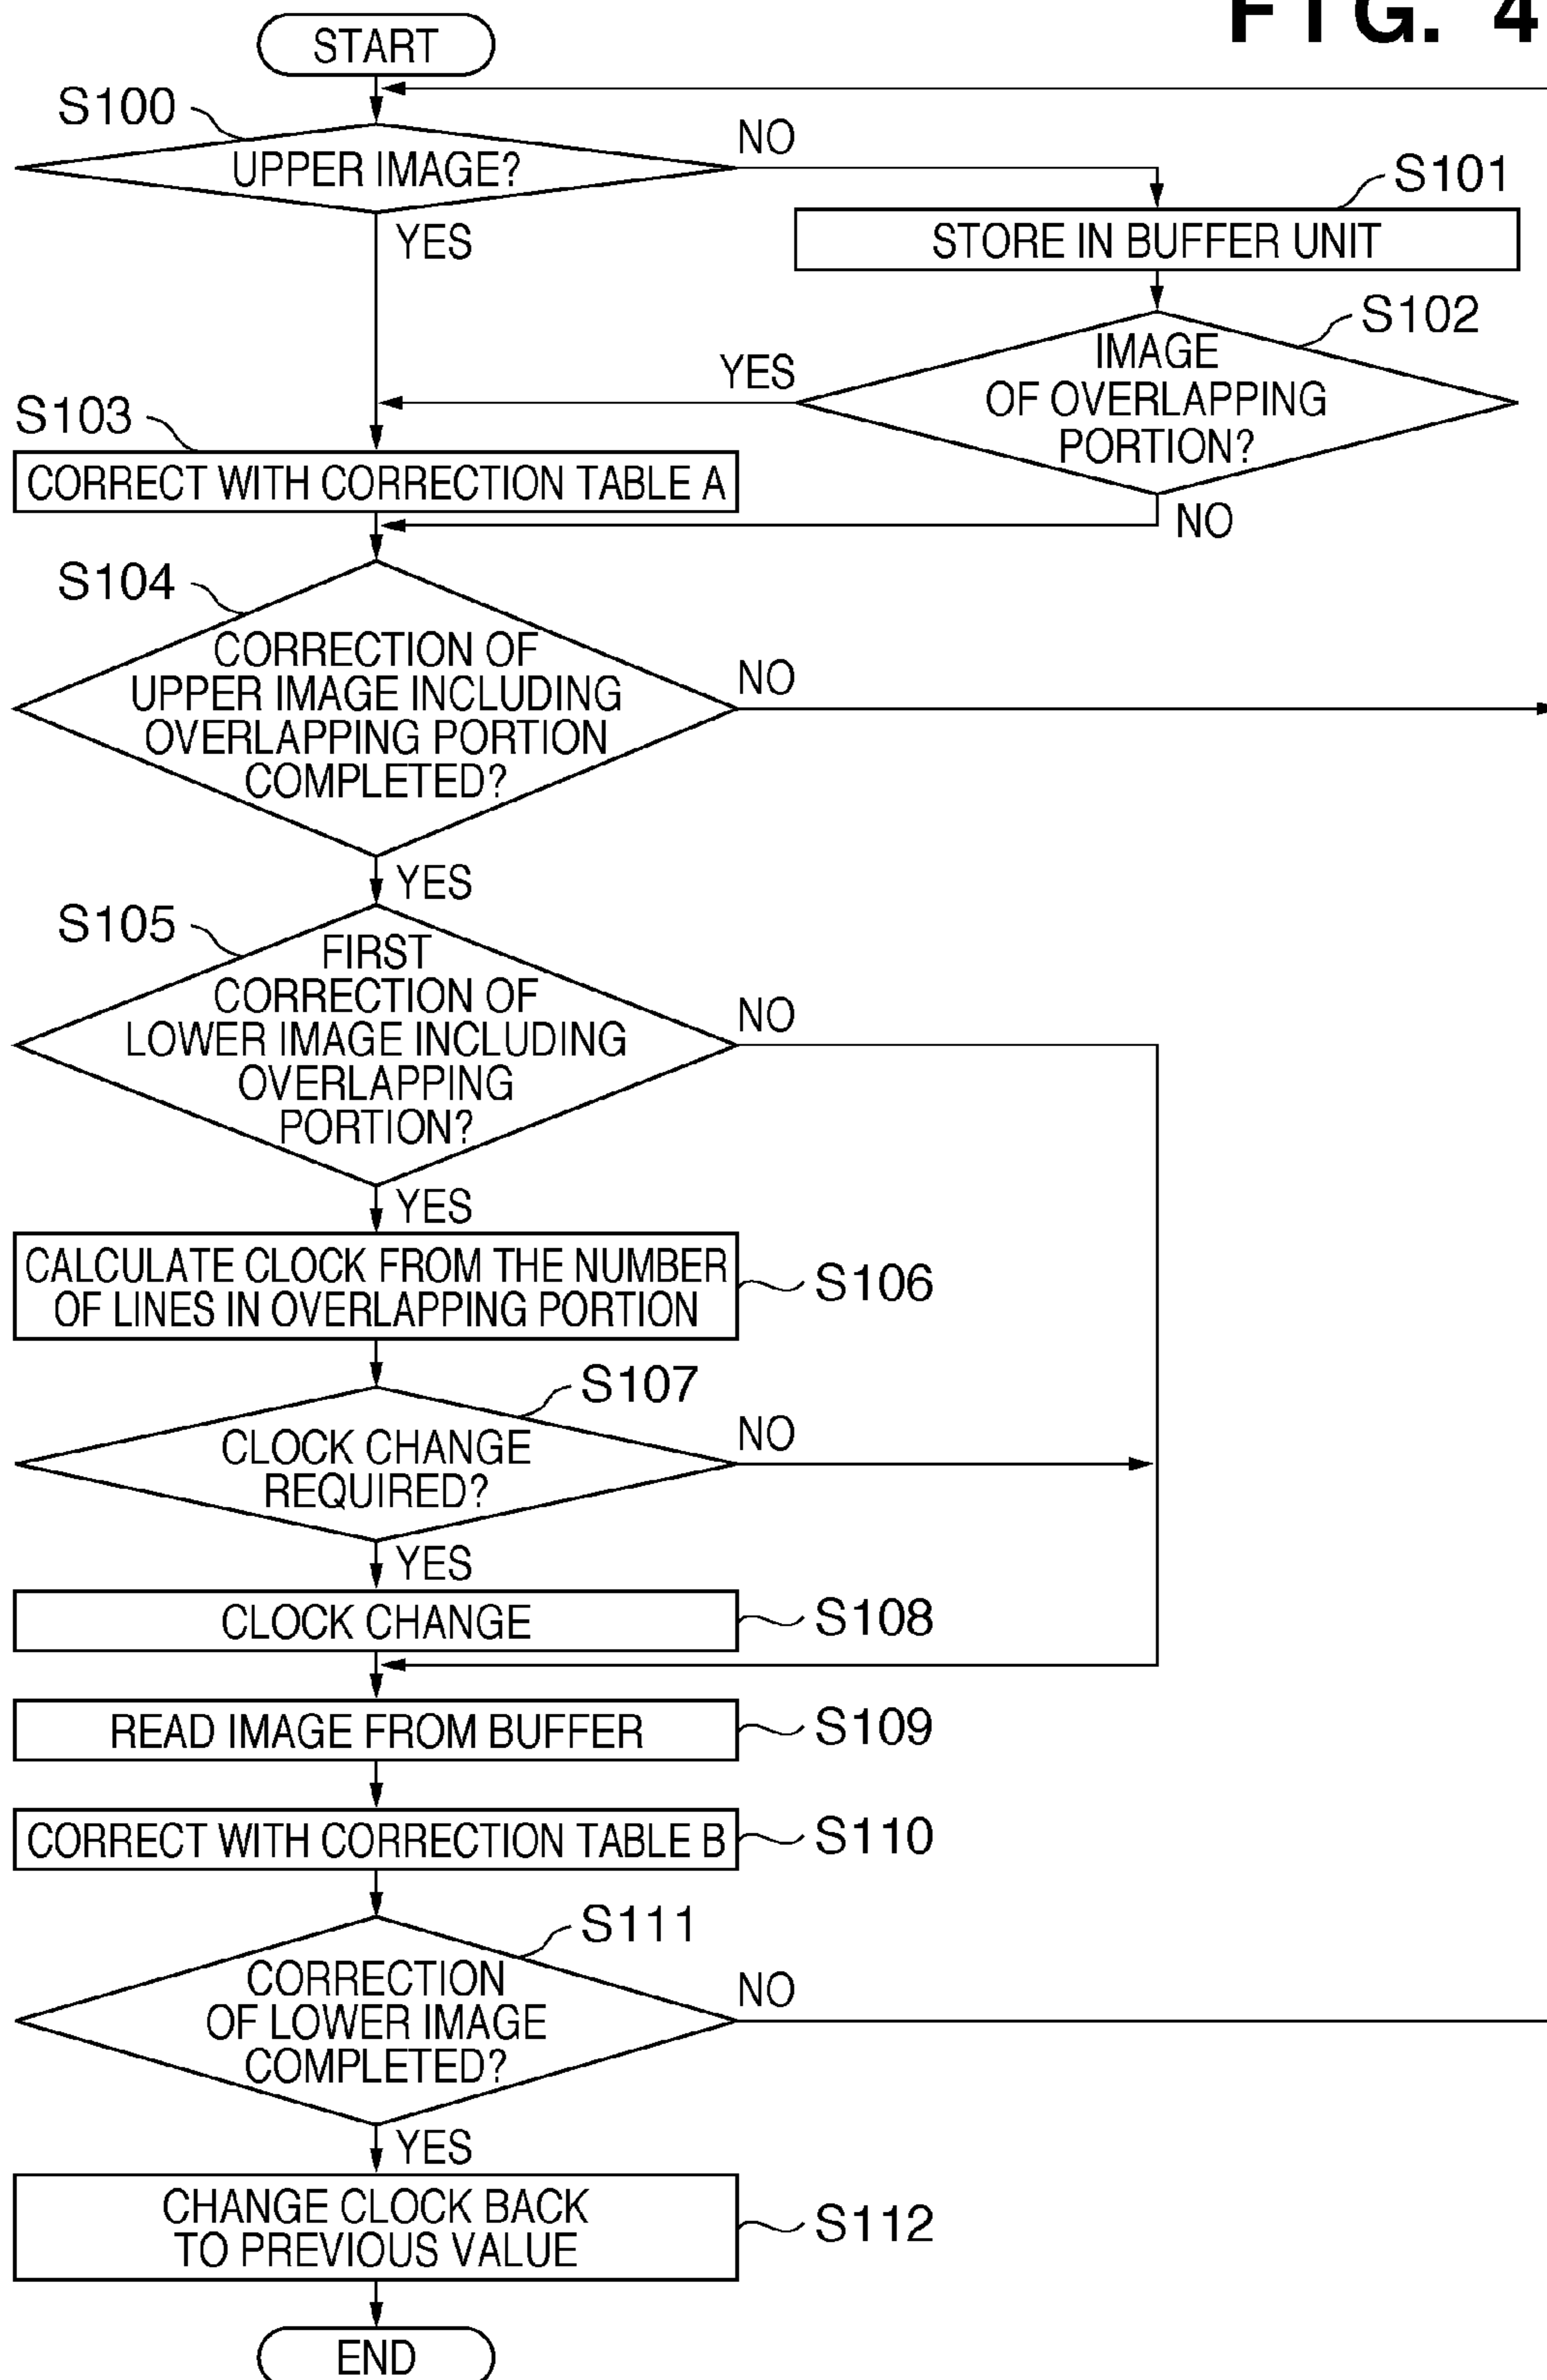 FIG. 4
START
S100
UPPER IMAGE?
NO
YES
S101
STORE IN BUFFER UNIT
S102
IMAGE
OF OVERLAPPING
PORTION?
YES
NO
S103
CORRECT WITH CORRECTION TABLE A
S104
CORRECTION OF
UPPER IMAGE INCLUDING
OVERLAPPING PORTION
COMPLETED?
NO
YES
S105
FIRST
CORRECTION OF
LOWER IMAGE INCLUDING
OVERLAPPING
PORTION?
NO
YES
CALCULATE CLOCK FROM THE NUMBER
OF LINES IN OVERLAPPING PORTION
S106
S107
CLOCK CHANGE
REQUIRED?
NO
YES
CLOCK CHANGE
S108
READ IMAGE FROM BUFFER
S109
CORRECT WITH CORRECTION TABLE B
S110
S111
CORRECTION
OF LOWER IMAGE
COMPLETED?
NO
YES
CHANGE CLOCK BACK
TO PREVIOUS VALUE
S112
END